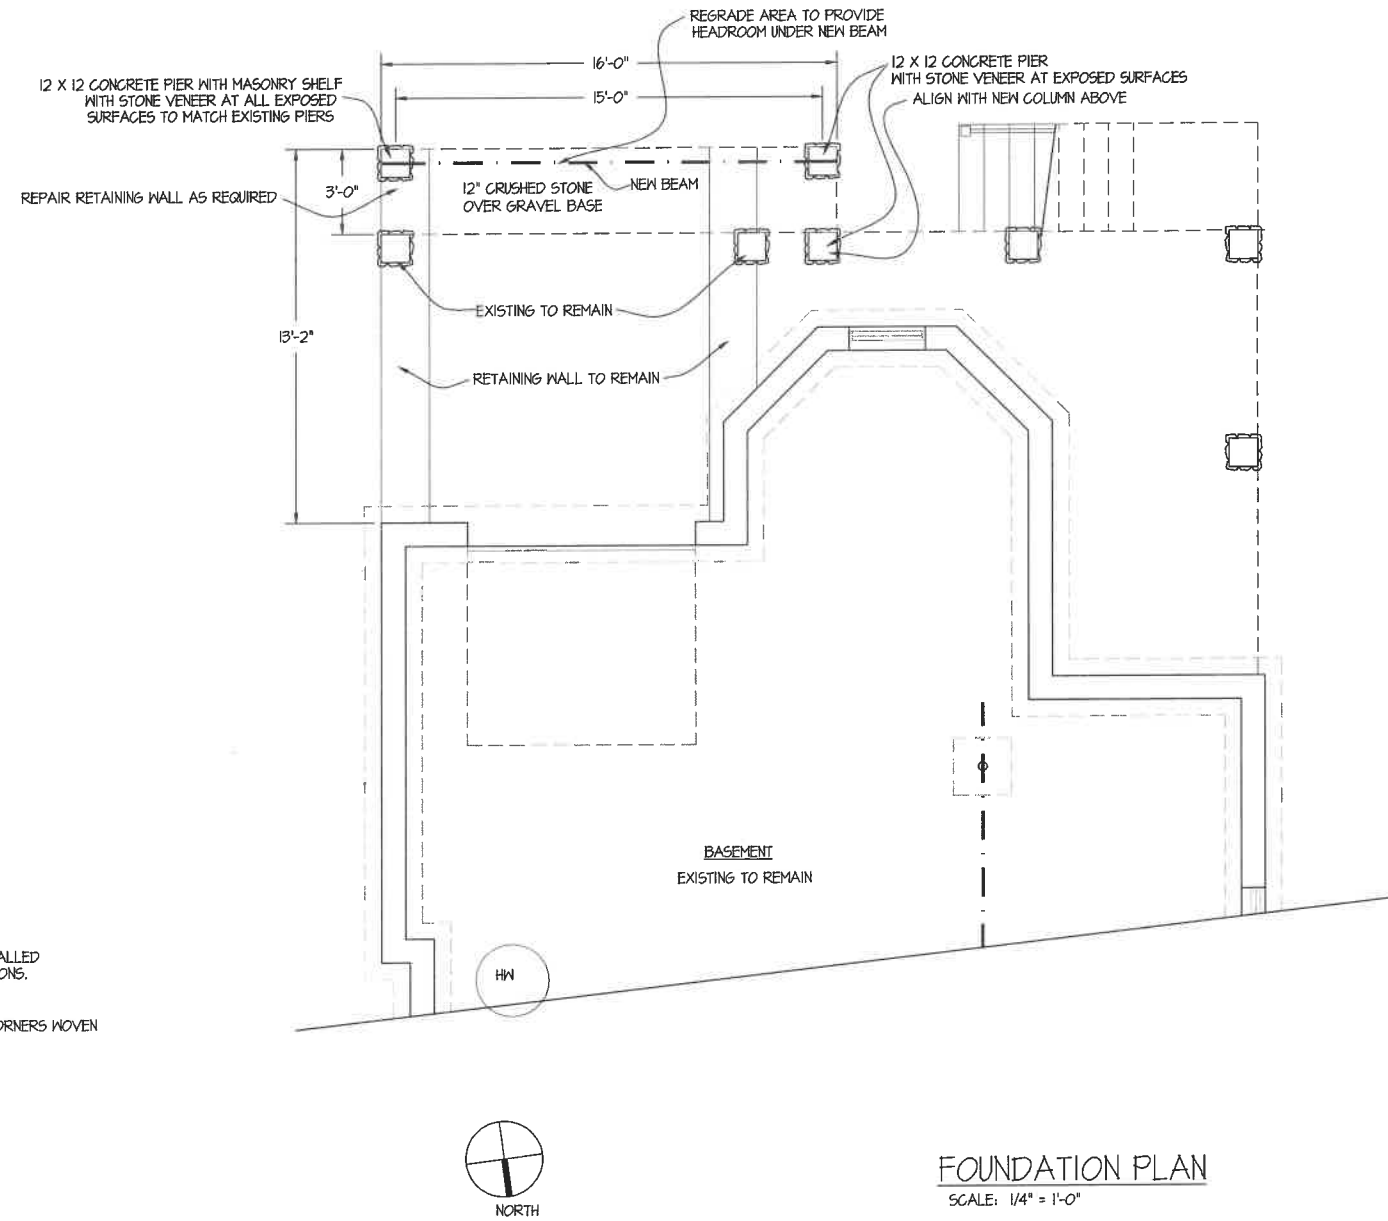 REGRADE AREA TO PROVIDE
HEADROOM UNDER NEW BEAM
16'-0"
12 X 12 CONCRETE PIER
WITH STONE VENEER AT EXPOSED SURFACES
ALIGN WITH NEW COLUMN ABOVE
12 X 12 CONCRETE PIER WITH MASONRY SHELF
WITH STONE VENEER AT ALL EXPOSED
SURFACES TO MATCH EXISTING PIERS
15'-0"
REPAIR RETAINING WALL AS REQUIRED
3'-0"
12" CRUSHED STONE
OVER GRAVEL BASE
NEW BEAM
EXISTING TO REMAIN
13'-2"
RETAINING WALL TO REMAIN
BASEMENT
EXISTING TO REMAIN
HW
ALLED
ONS.
ORNERS WOVEN
NORTH
FOUNDATION PLAN
SCALE: 1/4" = 1'-0"